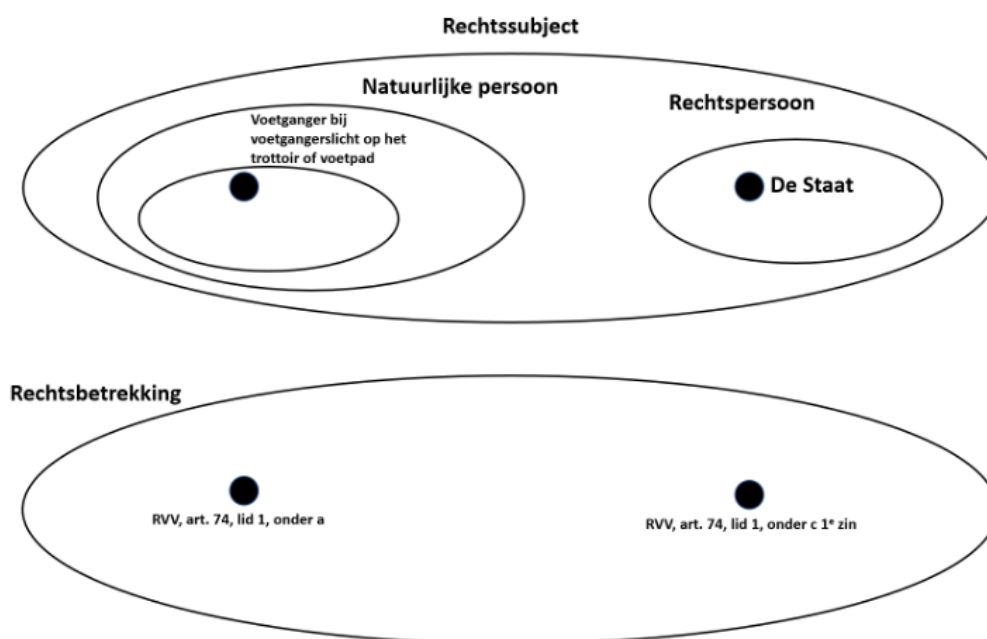 Rechtssubject
Natuurlijke persoon
Rechtspersoon
Voetganger bij
voetgangerslicht op het
trottoir of voetpad
De Staat
Rechtsbetrekking
RVV, art. 74, lid 1, onder a
RVV, art. 74, lid 1, onder c 1ᵉ zin